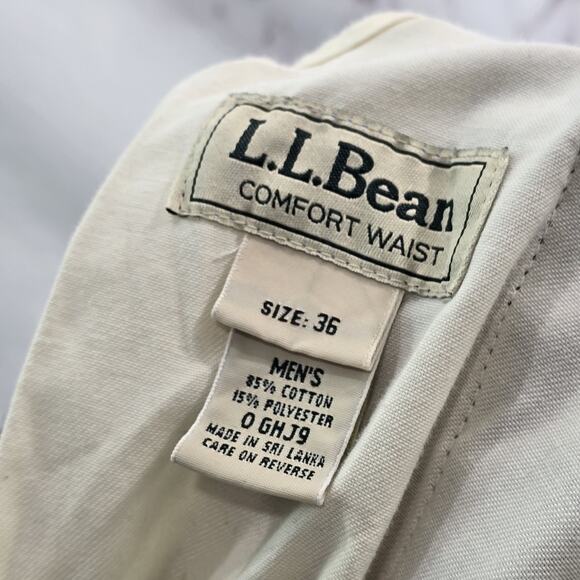 L.L.Bean
COMFORT WAIST
SIZE: 36
MEN'S
85% COTTON
15% POLYESTER
0 GHJ9
MADE IN SRI LANKA
CARE ON REVERSE